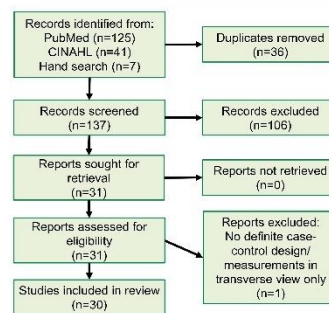 Records identified from:
PubMed (n=125)
CINAHL (n=41)
Hand search (n=7)
Duplicates removed
(n=36)
Records screened
(n=137)
Records excluded
(n=106)
Reports sought for
retrieval
(n=31)
Reports not retrieved
(n=0)
Reports assessed for
eligibility
(n=31)
Reports excluded:
No definite case-
control design/
measurements in
transverse view only
(n=1)
Studies included in review
(n=30)